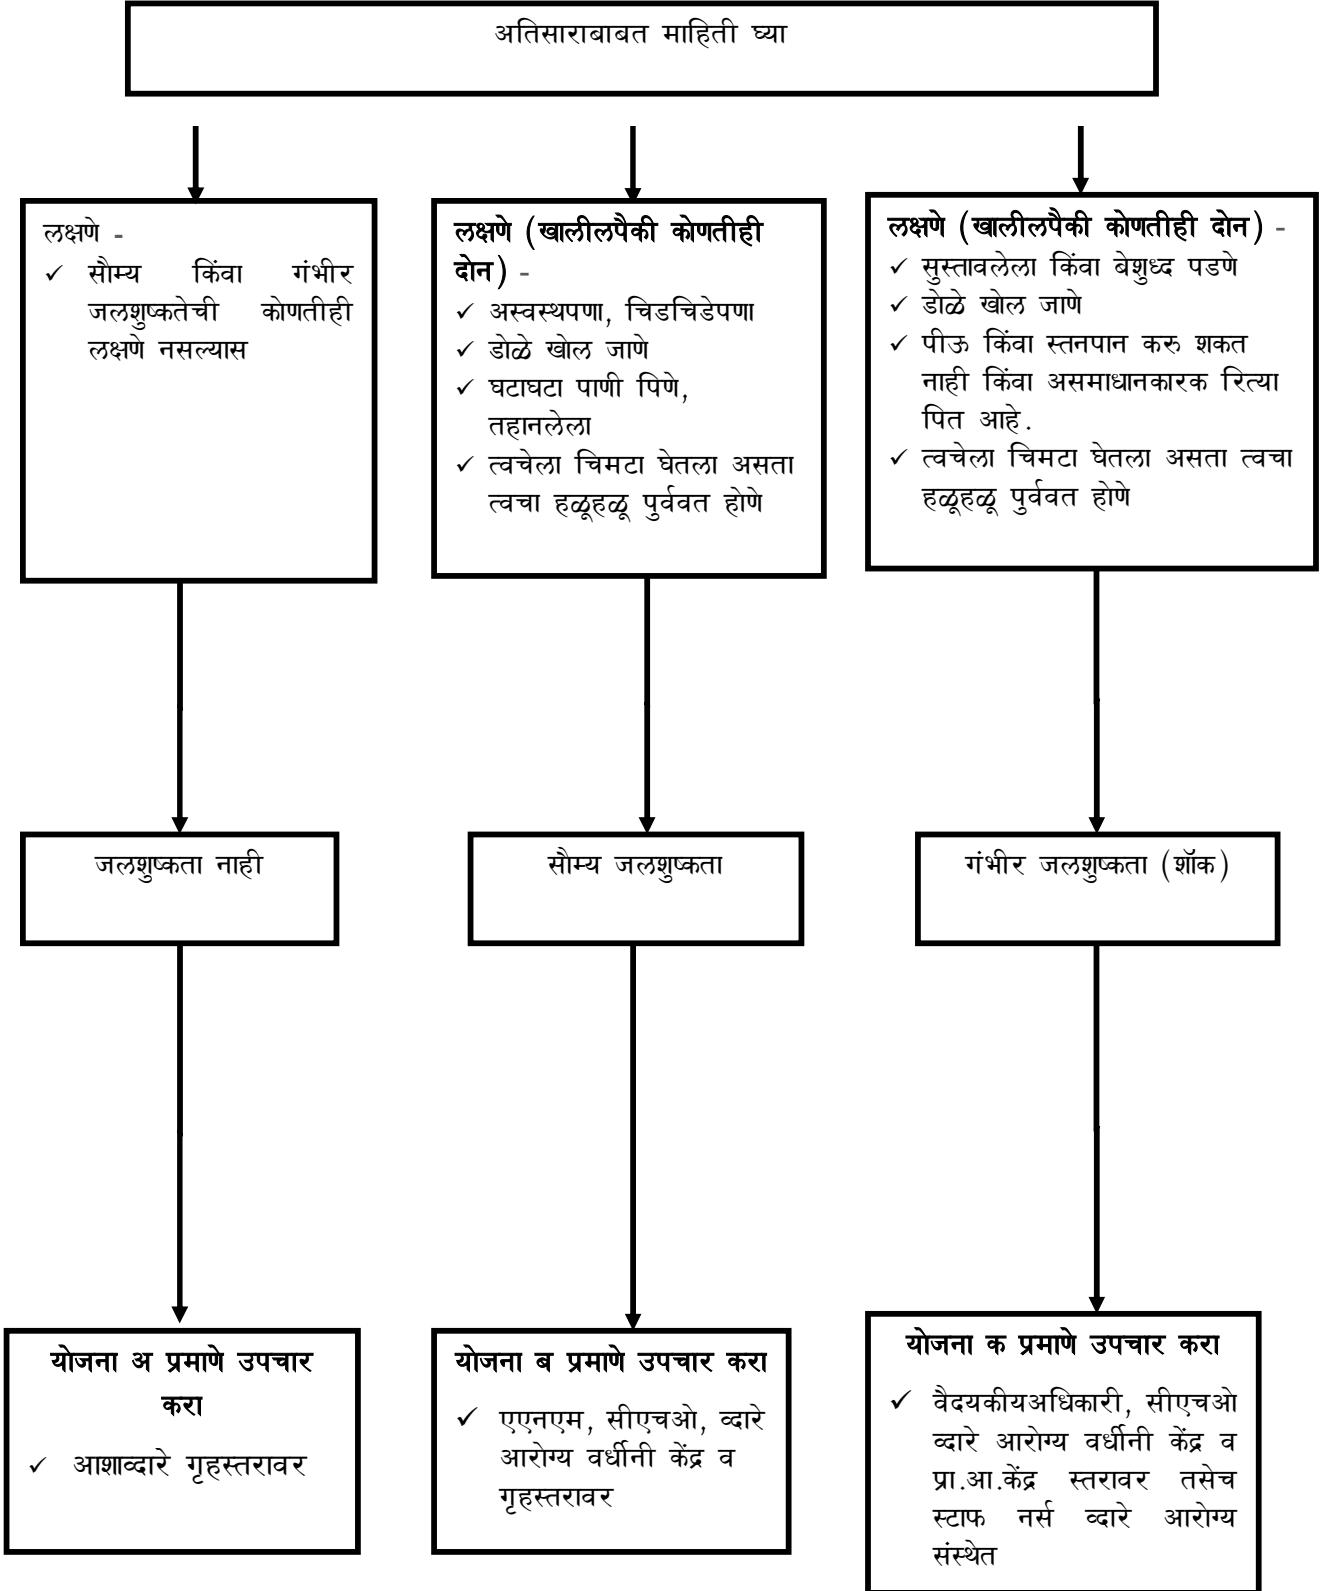 अतिसाराबाबत माहिती घ्या
लक्षणे -
✓ सौम्य किंवा गंभीर
जलशुष्कतेची कोणतीही
लक्षणे नसल्यास
लक्षणे (खालीलपैकी कोणतीही
दोन) -
✓ अस्वस्थपणा, चिडचिडेपणा
✓ डोळे खोल जाणे
✓ घटाघटा पाणी पिणे,
तहानलेला
✓ त्वचेला चिमटा घेतला असता
त्वचा हळूहळू पुर्ववत होणे
लक्षणे (खालीलपैकी कोणतीही दोन) -
✓ सुस्तावलेला किंवा बेशुध्द पडणे
✓ डोळे खोल जाणे
✓ पीऊ किंवा स्तनपान करु शकत
नाही किंवा असमाधानकारक रित्या
पित आहे.
✓ त्वचेला चिमटा घेतला असता त्वचा
हळूहळू पुर्ववत होणे
जलशुष्कता नाही
सौम्य जलशुष्कता
गंभीर जलशुष्कता (शॉक)
योजना अ प्रमाणे उपचार
करा
✓ आशाव्दारे गृहस्तरावर
योजना ब प्रमाणे उपचार करा
✓ एएनएम, सीएचओ, व्दारे
आरोग्य वर्धीनी केंद्र व
गृहस्तरावर
योजना क प्रमाणे उपचार करा
✓ वैदयकीयअधिकारी, सीएचओ
व्दारे आरोग्य वर्धीनी केंद्र व
प्रा.आ.केंद्र स्तरावर तसेच
स्टाफ नर्स व्दारे आरोग्य
संस्थेत